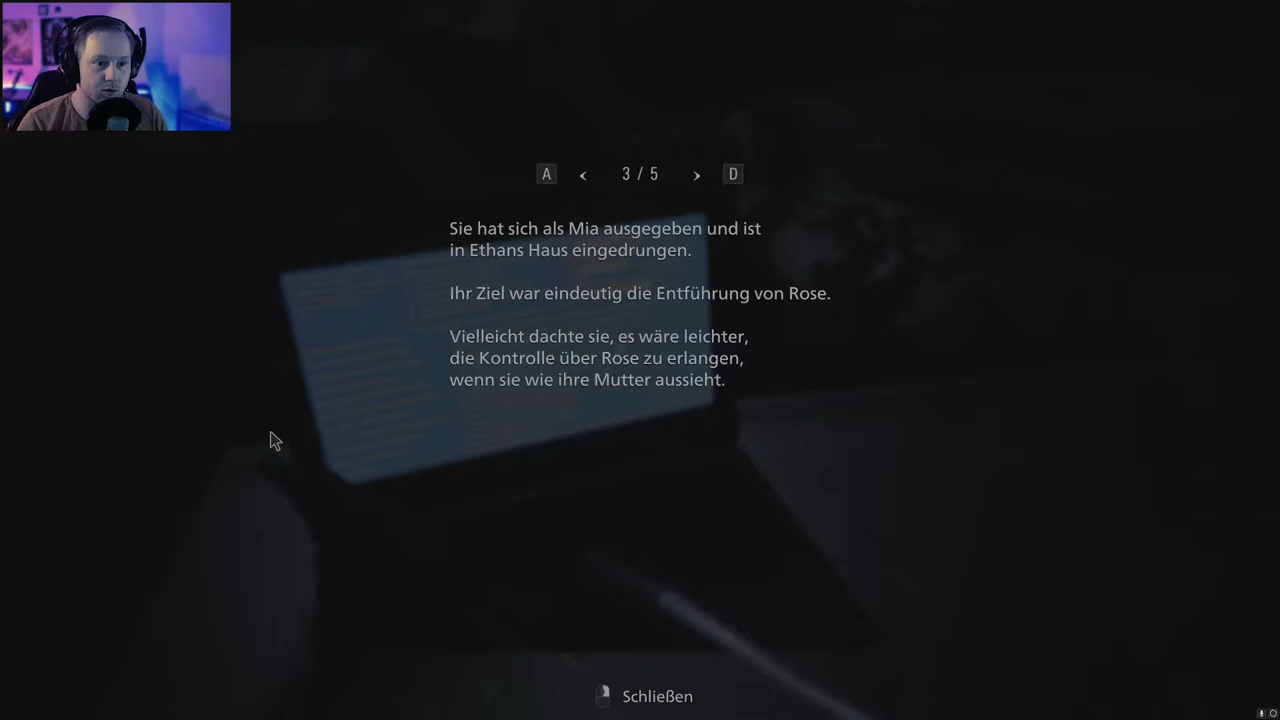 A < 3 / 5 > D
Sie hat sich als Mia ausgegeben und ist
in Ethans Haus eingedrungen.
Ihr Ziel war eindeutig die Entführung von Rose.
Vielleicht dachte sie, es wäre leichter,
die Kontrolle über Rose zu erlangen,
wenn sie wie ihre Mutter aussieht.
Schließen